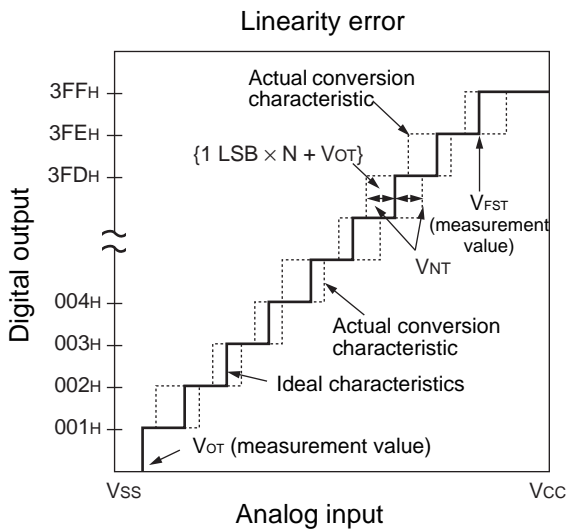 Linearity error
Actual conversion
characteristic
3FFH
3FEH
{1 LSB × N + VOT}
3FDH
VFST
(measurement
value)
VNT
Digital output
004H
Actual conversion
characteristic
003H
Ideal characteristics
002H
001H
VOT (measurement value)
VSS
VCC
Analog input